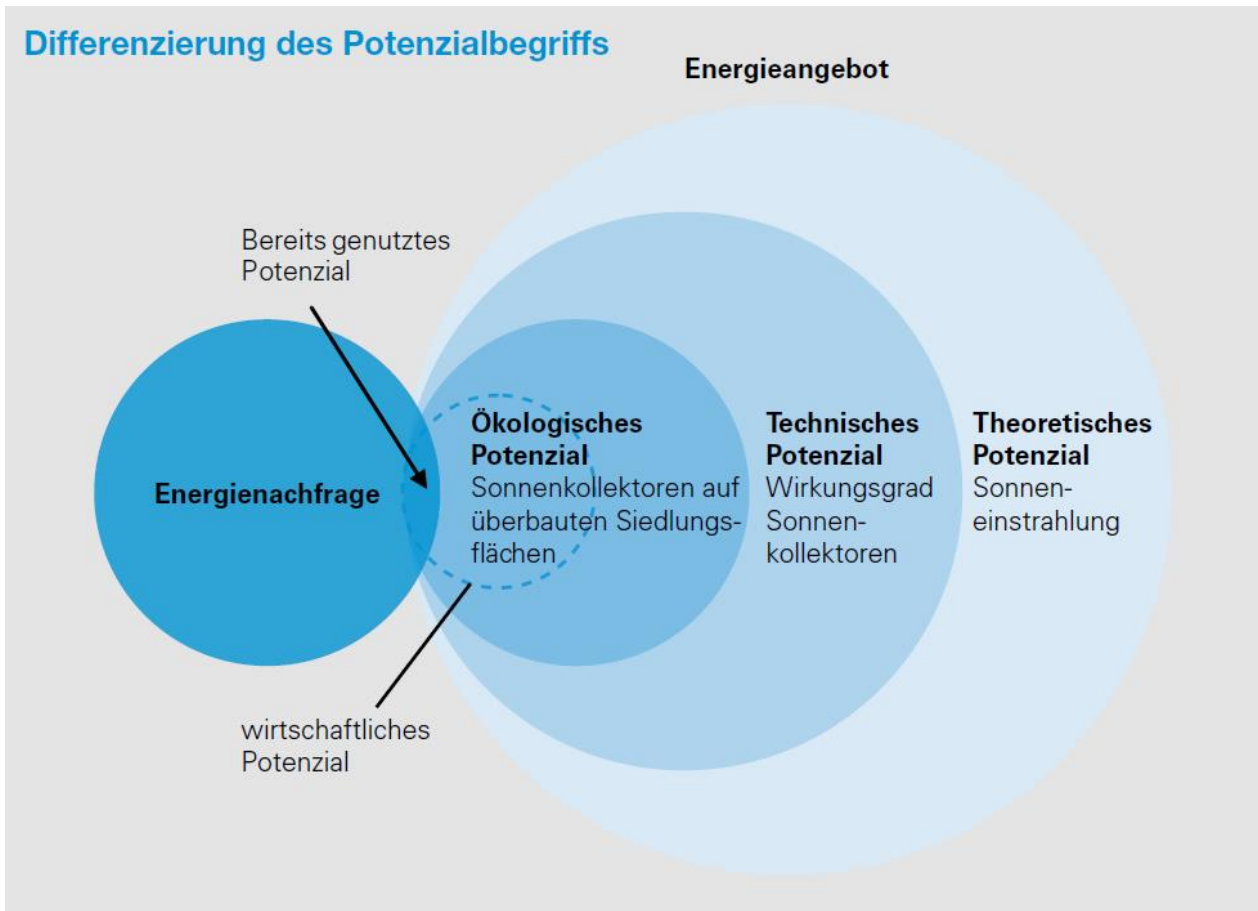 Differenzierung des Potenzialbegriffs
Energieangebot
Bereits genutztes
Potenzial
Energienachfrage
Ökologisches
Potenzial
Sonnenkollektoren auf
überbauten Siedlungs-
flächen
Technisches
Potenzial
Wirkungsgrad
Sonnen-
kollektoren
Theoretisches
Potenzial
Sonnen-
einstrahlung
wirtschaftliches
Potenzial